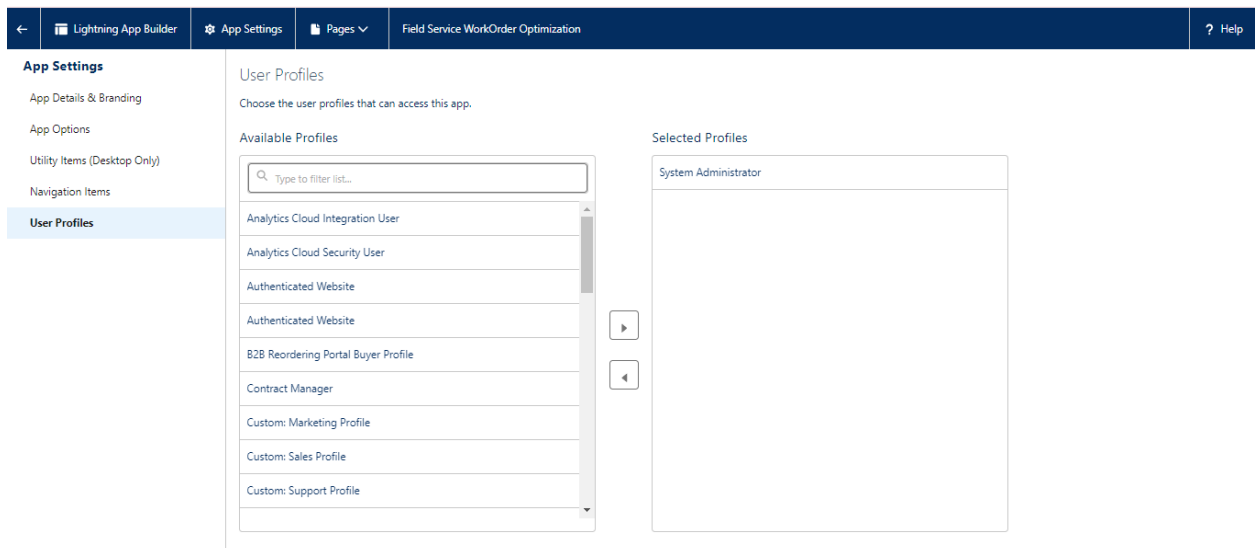 Lightning App Builder
App Settings
Pages
Field Service WorkOrder Optimization
? Help
App Settings
App Details & Branding
App Options
Utility Items (Desktop Only)
Navigation Items
User Profiles
User Profiles
Choose the user profiles that can access this app.
Available Profiles
Type to filter list...
Analytics Cloud Integration User
Analytics Cloud Security User
Authenticated Website
Authenticated Website
B2B Reordering Portal Buyer Profile
Contract Manager
Custom: Marketing Profile
Custom: Sales Profile
Custom: Support Profile
Selected Profiles
System Administrator